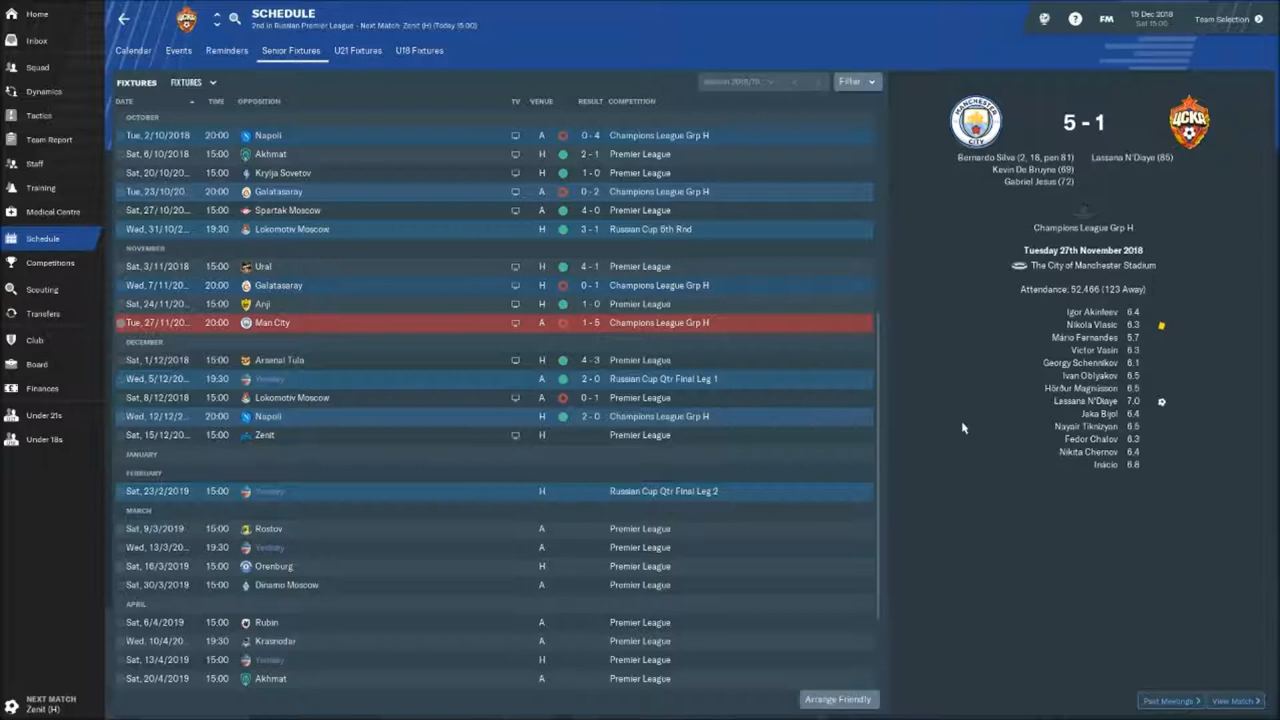 Home
Inbox
Squad
Dynamics
Tactics
Team Report
Staff
Training
Medical Centre
Schedule
Competitions
Scouting
Transfers
Club
Board
Finances
Under 21s
Under 18s
NEXT MATCH
Zenit (H)
SCHEDULE
2nd in Russian Premier League - Next Match: Zenit (H) (Today 15:00)
FM
15 Dec 2018
Sat 15:00
Team Selection
Calendar Events Reminders Senior Fixtures U21 Fixtures U18 Fixtures
FIXTURES FIXTURES Filter
DATE TIME OPPOSITION TV VENUE RESULT COMPETITION
OCTOBER
Tue, 2/10/2018 20:00 Napoli A 0 - 4 Champions League Grp H
Sat, 6/10/2018 15:00 Akhmat H 2 - 1 Premier League
Sat, 20/10/20... 15:00 Krylja Sovetov H 1 - 0 Premier League
Tue, 23/10/20... 20:00 Galatasaray A 0 - 2 Champions League Grp H
Sat, 27/10/20... 15:00 Spartak Moscow A 4 - 0 Premier League
Wed, 31/10/2... 19:30 Lokomotiv Moscow H 3 - 1 Russian Cup 5th Rnd
NOVEMBER
Sat, 3/11/2018 15:00 Ural H 4 - 1 Premier League
Wed, 7/11/20... 20:00 Galatasaray H 0 - 1 Champions League Grp H
Sat, 24/11/20... 15:00 Anji H 1 - 0 Premier League
Tue, 27/11/20... 20:00 Man City A 1 - 5 Champions League Grp H
DECEMBER
Sat, 1/12/2018 15:00 Arsenal Tula H 4 - 3 Premier League
Wed, 5/12/20... 19:30 Yenisey A 2 - 0 Russian Cup Qtr Final Leg 1
Sat, 8/12/2018 15:00 Lokomotiv Moscow A 0 - 1 Premier League
Wed, 12/12/2... 20:00 Napoli H 2 - 0 Champions League Grp H
Sat, 15/12/20... 15:00 Zenit H Premier League
JANUARY
FEBRUARY
Sat, 23/2/2019 15:00 Yenisey H Russian Cup Qtr Final Leg 2
MARCH
Sat, 9/3/2019 15:00 Rostov A Premier League
Wed, 13/3/20... 19:30 Yenisey A Premier League
Sat, 16/3/2019 15:00 Orenburg H Premier League
Sat, 30/3/2019 15:00 Dinamo Moscow A Premier League
APRIL
Sat, 6/4/2019 15:00 Rubin A Premier League
Wed, 10/4/20... 19:30 Krasnodar A Premier League
Sat, 13/4/2019 15:00 Yenisey H Premier League
Sat, 20/4/2019 15:00 Akhmat A Premier League
Arrange Friendly
MANCHESTER CITY 5 - 1 ЦСКА
Bernardo Silva (2, 18, pen 81) Lassana N'Diaye (85)
Kevin De Bruyne (69)
Gabriel Jesus (72)
Champions League Grp H
Tuesday 27th November 2018
The City of Manchester Stadium
Attendance: 52,466 (123 Away)
Igor Akinfeev 6.4
Nikola Vlasic 6.3
Mário Fernandes 5.7
Victor Vasin 6.3
Georgy Schennikov 6.1
Ivan Oblyakov 6.5
Hördur Magnússon 6.5
Lassana N'Diaye 7.0
Jaka Bijol 6.4
Nayair Tiknizyan 6.5
Fedor Chalov 6.3
Nikita Chernov 6.4
Inácio 6.8
Past Meetings View Match